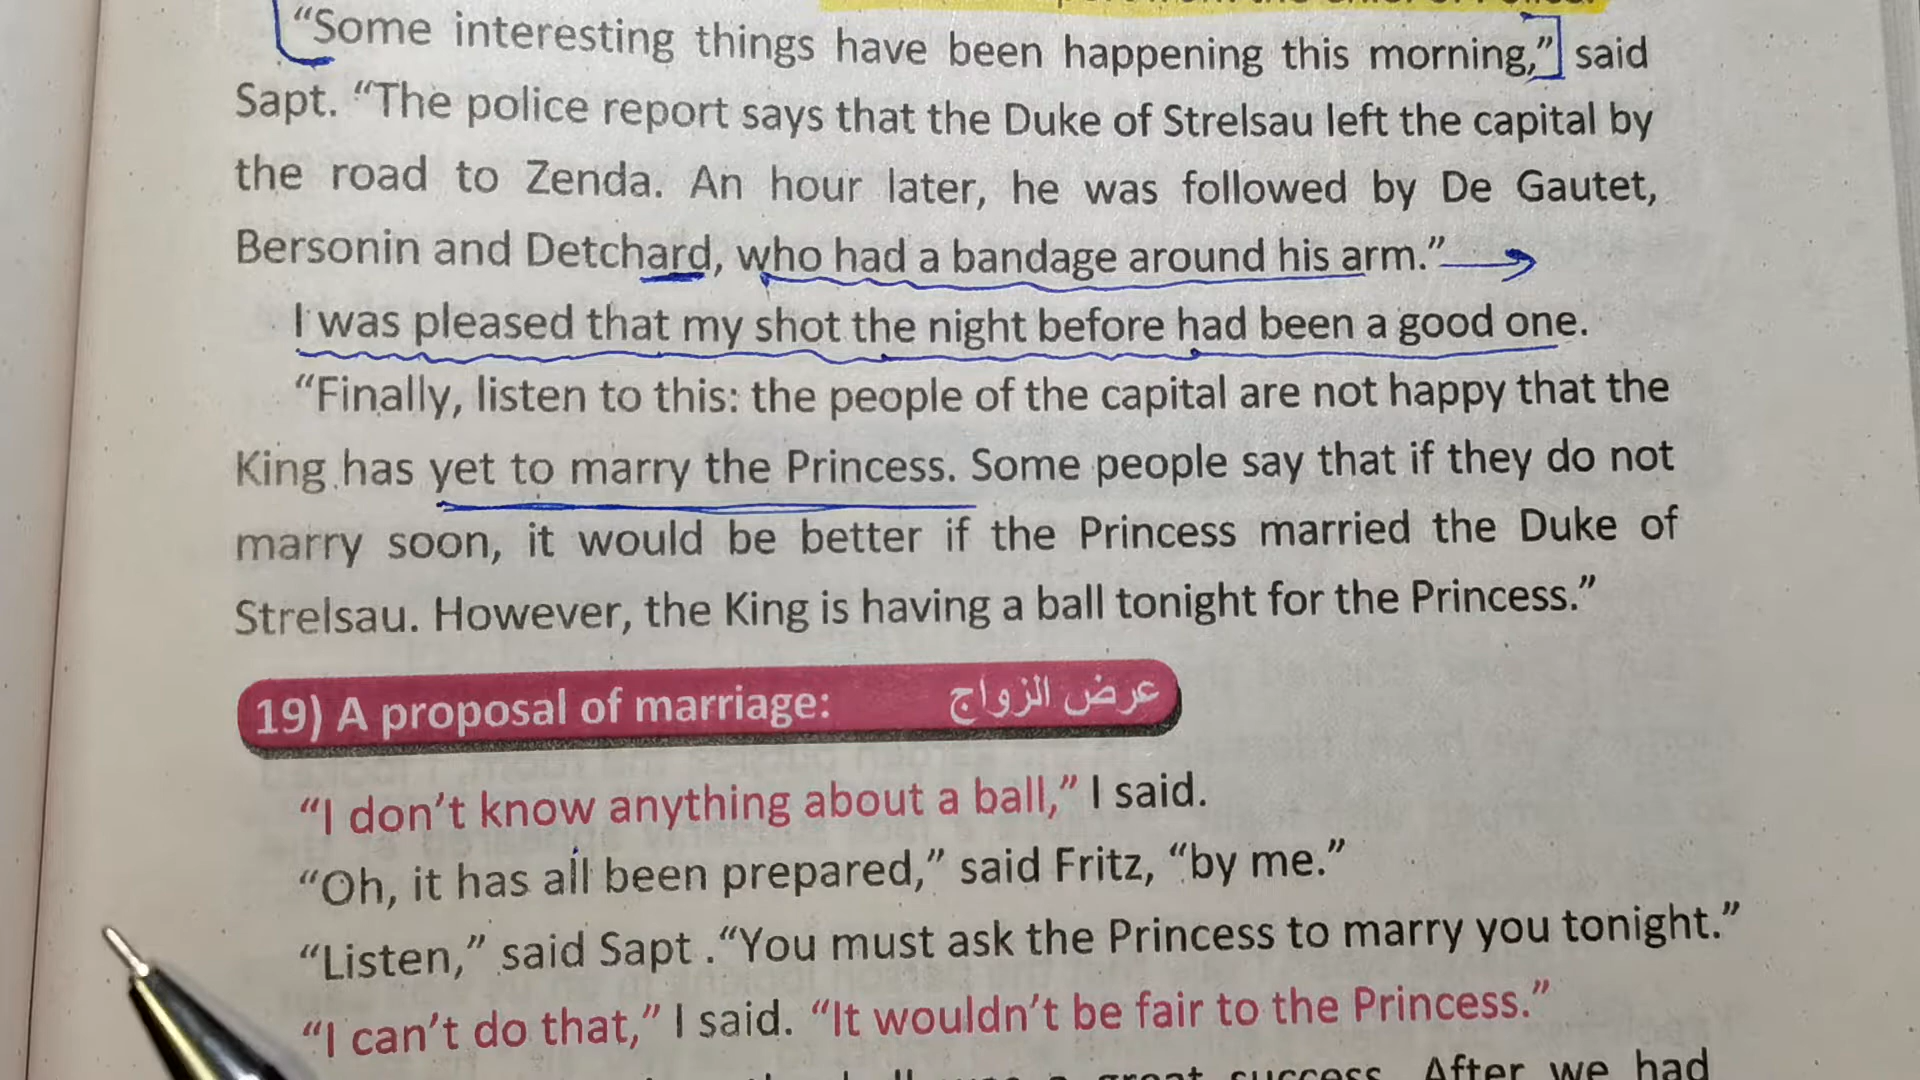 “Some interesting things have been happening this morning,” said
Sapt. “The police report says that the Duke of Strelsau left the capital by
the road to Zenda. An hour later, he was followed by De Gautet,
Bersonin and Detchard, who had a bandage around his arm.”
I was pleased that my shot the night before had been a good one.
“Finally, listen to this: the people of the capital are not happy that the
King has yet to marry the Princess. Some people say that if they do not
marry soon, it would be better if the Princess married the Duke of
Strelsau. However, the King is having a ball tonight for the Princess.”
19) A proposal of marriage: عرض الزواج
“I don’t know anything about a ball,” I said.
“Oh, it has all been prepared,” said Fritz, “by me.”
“Listen,” said Sapt .“You must ask the Princess to marry you tonight.”
“I can’t do that,” I said. “It wouldn’t be fair to the Princess.”
great success. After we had